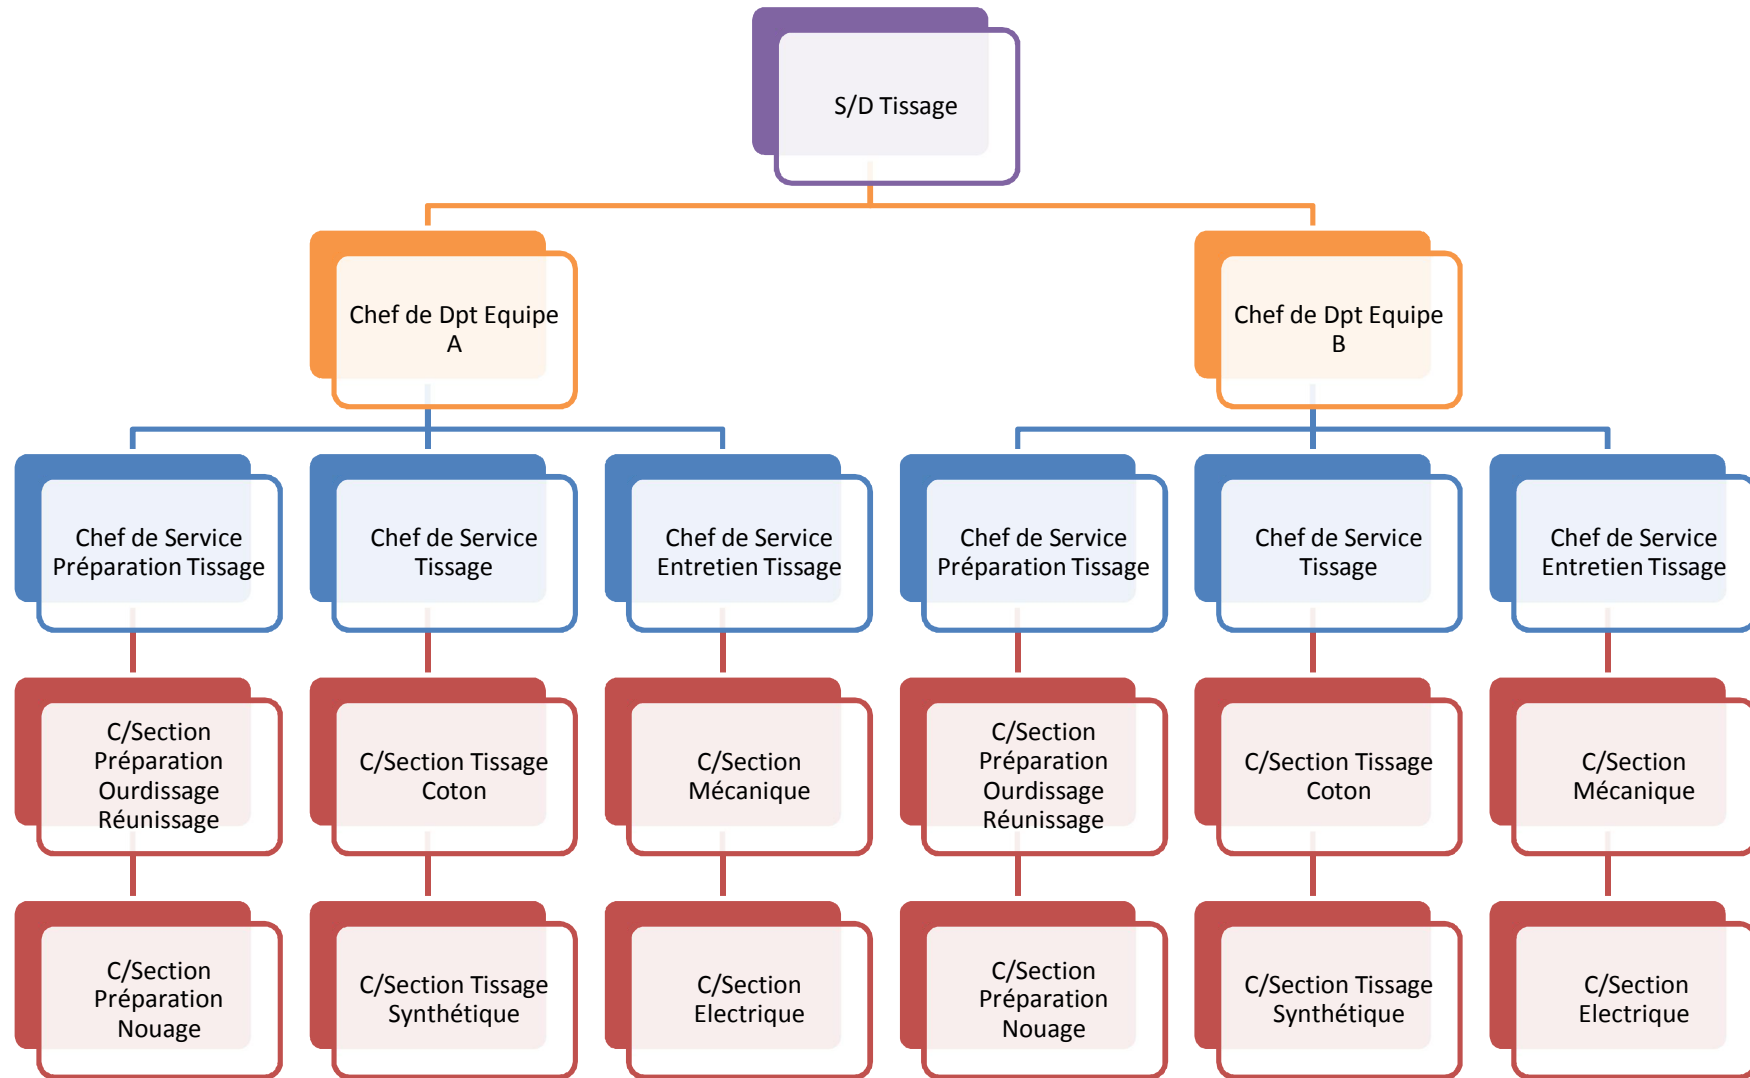 S/D Tissage
Chef de Dpt Equipe
A
Chef de Dpt Equipe
B
Chef de Service
Préparation Tissage
Chef de Service
Tissage
Chef de Service
Entretien Tissage
Chef de Service
Préparation Tissage
Chef de Service
Tissage
Chef de Service
Entretien Tissage
C/Section
Préparation
Ourdissage
Réunissage
C/Section Tissage
Coton
C/Section
Mécanique
C/Section
Préparation
Ourdissage
Réunissage
C/Section Tissage
Coton
C/Section
Mécanique
C/Section
Préparation
Nouage
C/Section Tissage
Synthétique
C/Section
Electrique
C/Section
Préparation
Nouage
C/Section Tissage
Synthétique
C/Section
Electrique